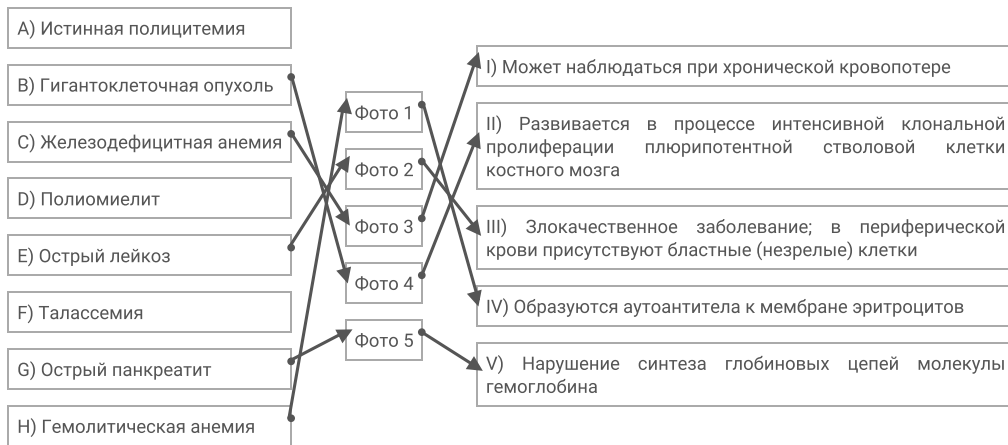 A) Истинная полицитемия
B) Гигантоклеточная опухоль
C) Железодефицитная анемия
D) Полиомиелит
E) Острый лейкоз
F) Талассемия
G) Острый панкреатит
H) Гемолитическая анемия
Фото 1
Фото 2
Фото 3
Фото 4
Фото 5
I) Может наблюдаться при хронической кровопотере
II) Развивается в процессе интенсивной клональной
пролиферации плюрипотентной стволовой клетки
костного мозга
III) Злокачественное заболевание; в периферической
крови присутствуют бластные (незрелые) клетки
IV) Образуются аутоантитела к мембране эритроцитов
V) Нарушение синтеза глобиновых цепей молекулы
гемоглобина